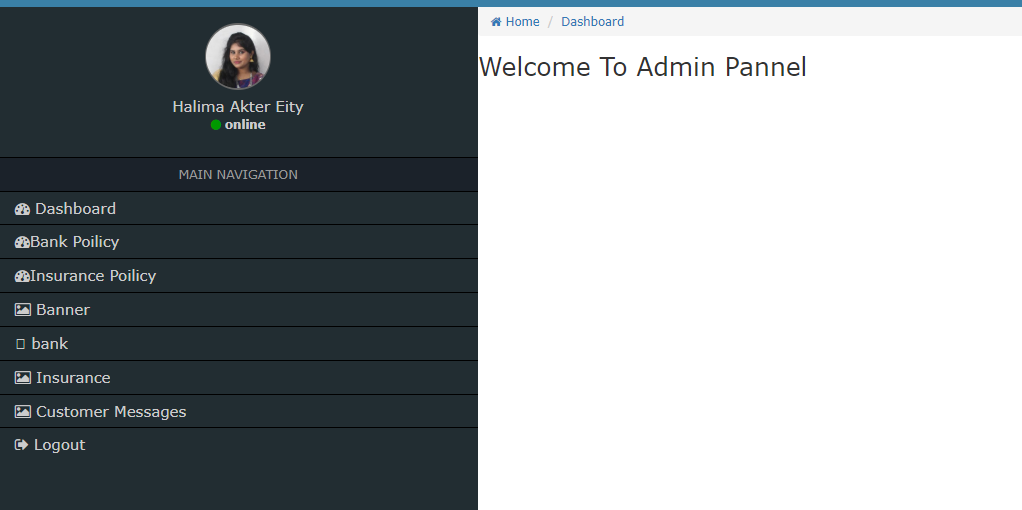 Halima Akter Eity
online
MAIN NAVIGATION
Dashboard
Bank Poilicy
Insurance Poilicy
Banner
bank
Insurance
Customer Messages
Logout
Home / Dashboard
Welcome To Admin Pannel